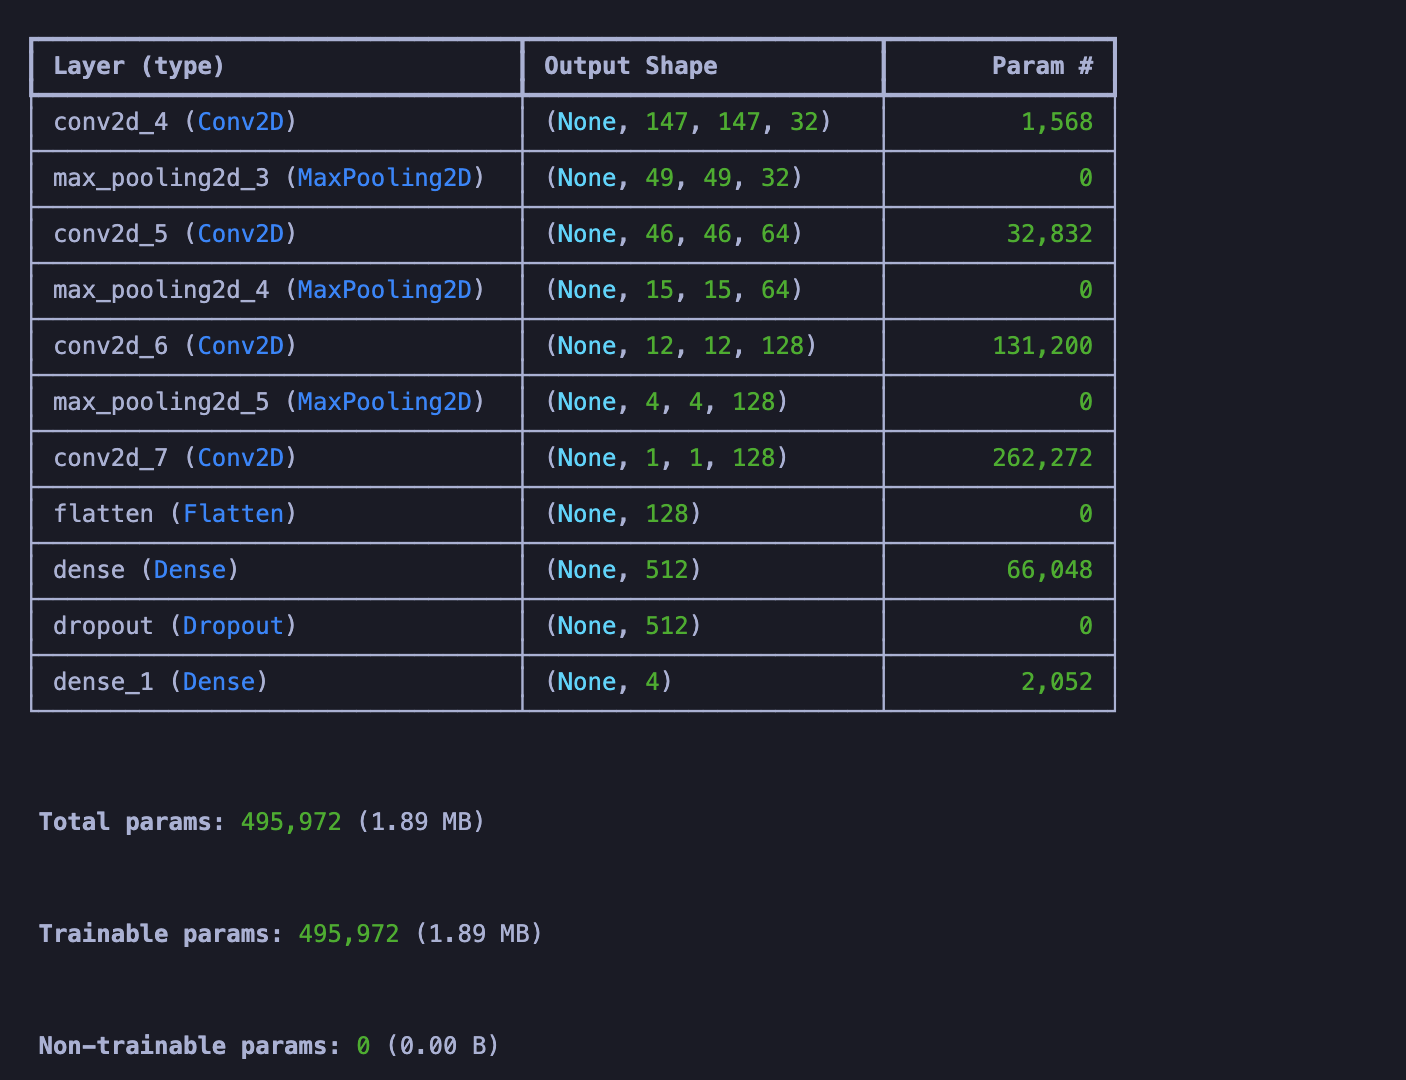 Layer (type) Output Shape Param #
conv2d_4 (Conv2D) (None, 147, 147, 32) 1,568
max_pooling2d_3 (MaxPooling2D) (None, 49, 49, 32) 0
conv2d_5 (Conv2D) (None, 46, 46, 64) 32,832
max_pooling2d_4 (MaxPooling2D) (None, 15, 15, 64) 0
conv2d_6 (Conv2D) (None, 12, 12, 128) 131,200
max_pooling2d_5 (MaxPooling2D) (None, 4, 4, 128) 0
conv2d_7 (Conv2D) (None, 1, 1, 128) 262,272
flatten (Flatten) (None, 128) 0
dense (Dense) (None, 512) 66,048
dropout (Dropout) (None, 512) 0
dense_1 (Dense) (None, 4) 2,052
Total params: 495,972 (1.89 MB)
Trainable params: 495,972 (1.89 MB)
Non-trainable params: 0 (0.00 B)